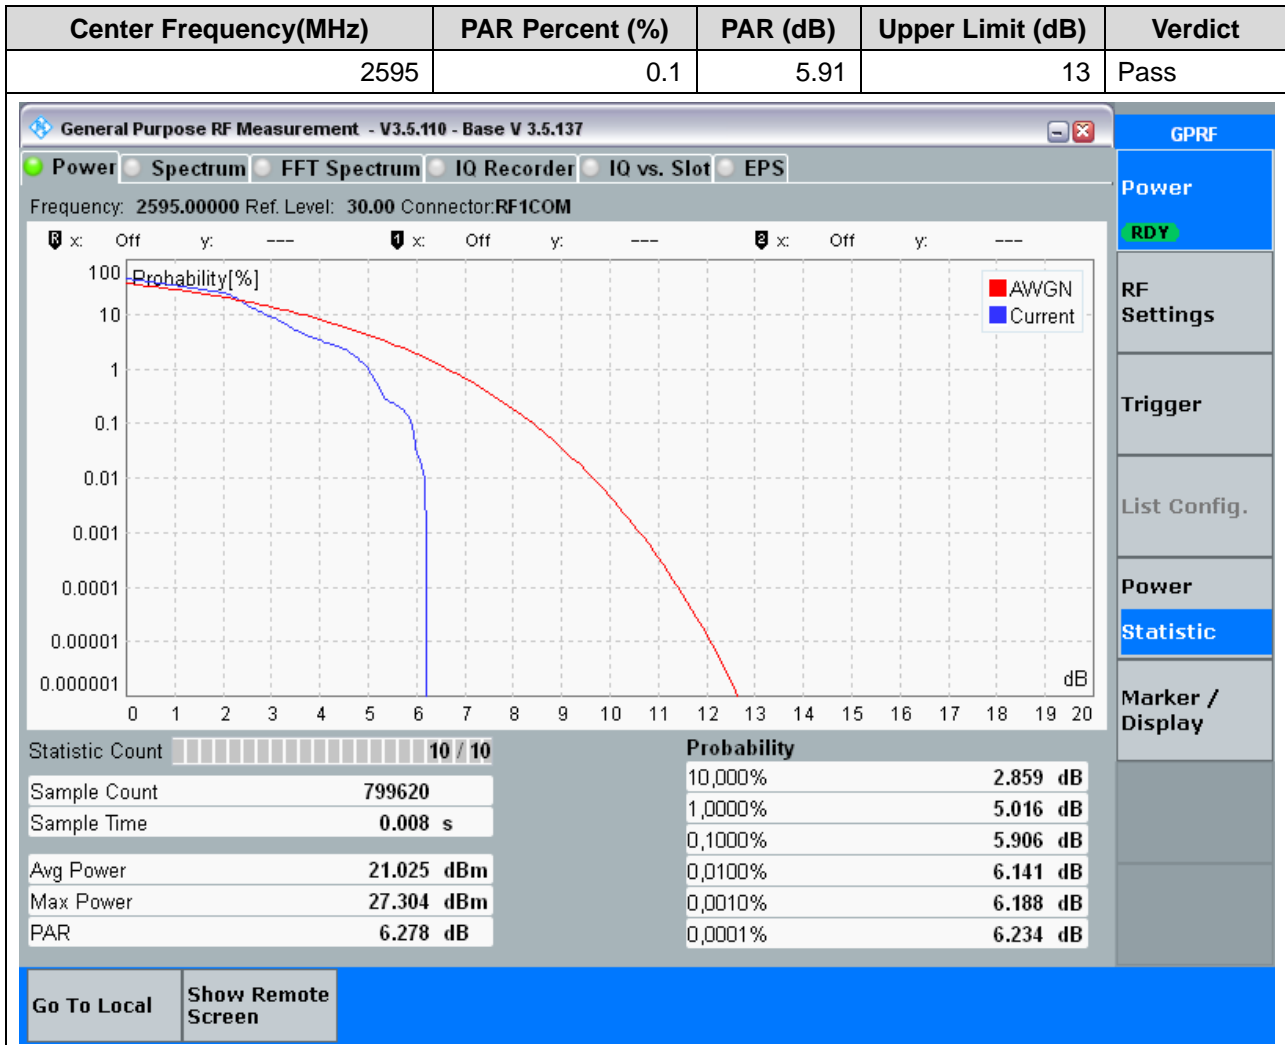 Center Frequency(MHz) PAR Percent (%) PAR (dB) Upper Limit (dB) Verdict
2595 0.1 5.91 13 Pass
General Purpose RF Measurement - V3.5.110 - Base V 3.5.137
GPRF
Power Spectrum FFT Spectrum IQ Recorder IQ vs. Slot EPS
Power
RDY
Frequency: 2595.00000 Ref. Level: 30.00 Connector:RF1COM
R x: Off y: --- 1 x: Off y: --- 2 x: Off y: ---
Probability[%]
AWGN
Current
100
10
1
0.1
0.01
0.001
0.0001
0.00001
0.000001
dB
0 1 2 3 4 5 6 7 8 9 10 11 12 13 14 15 16 17 18 19 20
RF
Settings
Trigger
List Config.
Power
Statistic
Marker /
Display
Statistic Count 10 / 10
Sample Count 799620
Sample Time 0.008 s
Avg Power 21.025 dBm
Max Power 27.304 dBm
PAR 6.278 dB
Probability
10,000% 2.859 dB
1,0000% 5.016 dB
0,1000% 5.906 dB
0,0100% 6.141 dB
0,0010% 6.188 dB
0,0001% 6.234 dB
Go To Local
Show Remote
Screen